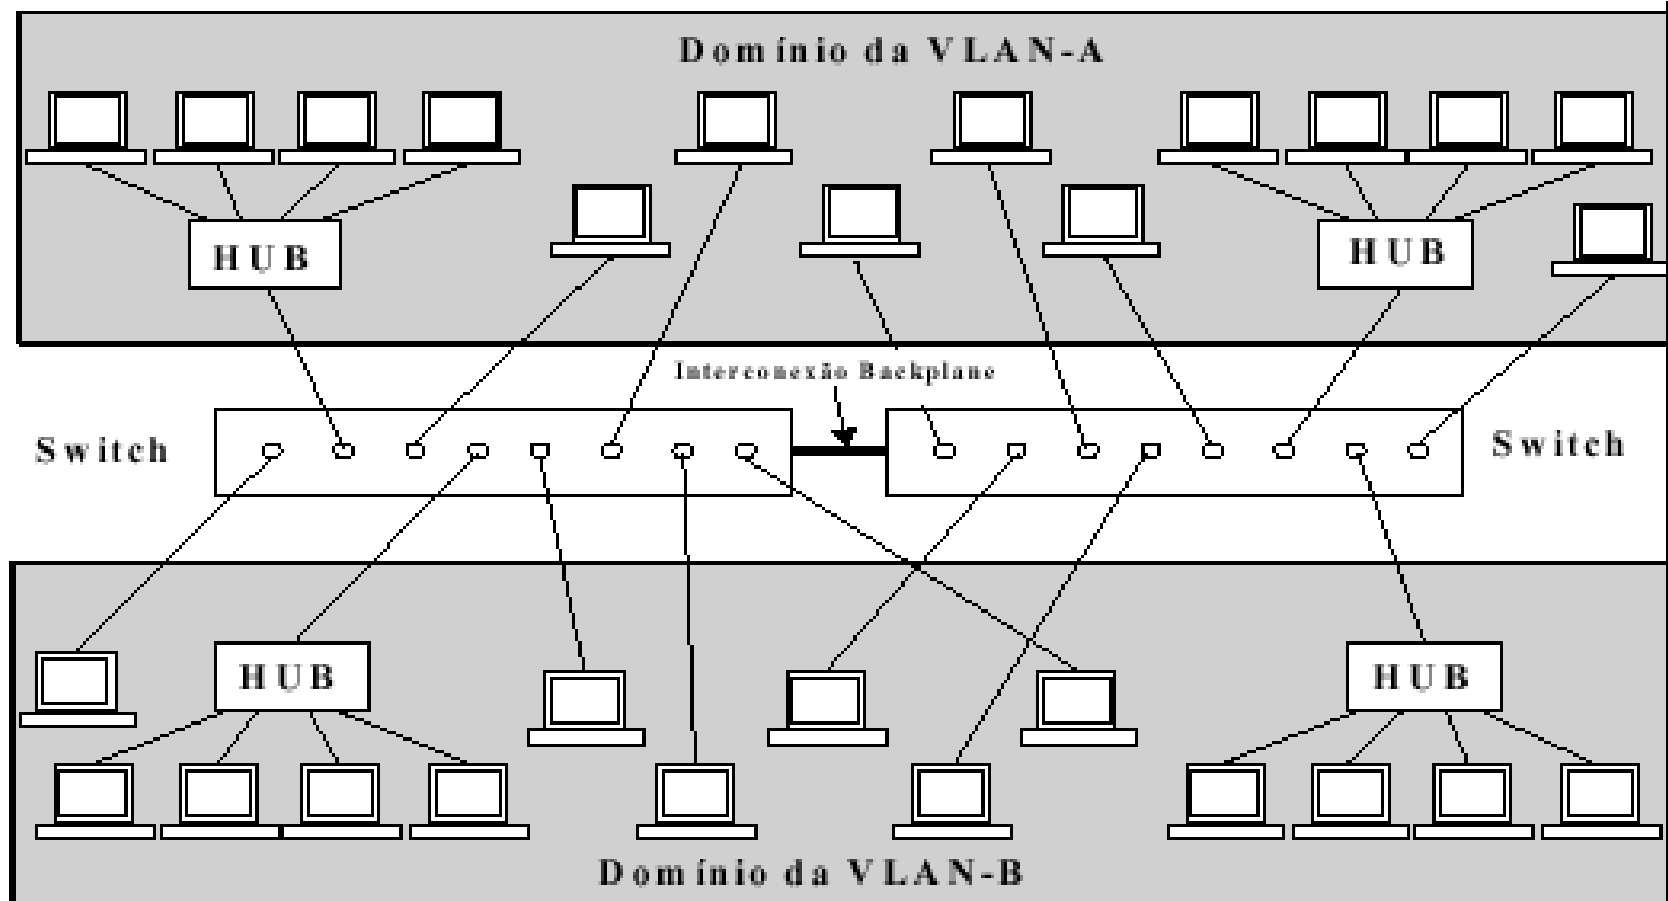 Domínio da VLAN-A
HUB
HUB
Interconexão Backplane
Switch
Switch
HUB
HUB
Domínio da VLAN-B